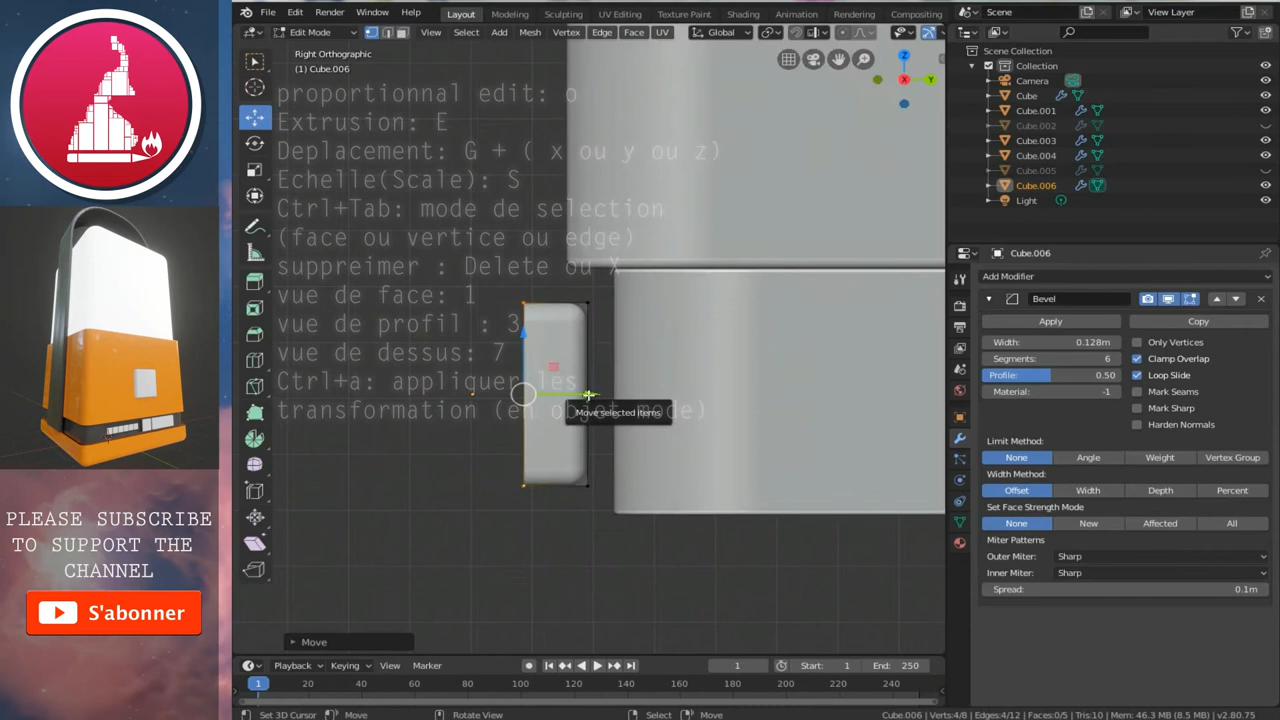 File Edit Render Window Help Layout Modeling Sculpting UV Editing Texture Paint Shading Animation Rendering Compositing Scene View Layer
Edit Mode View Select Add Mesh Vertex Edge Face UV Global
Right Orthographic
(1) Cube.006
proportionnal edit: o
Extrusion: E
Deplacement: G + ( x ou y ou z)
Echelle(Scale): S
Ctrl+Tab: mode de selection
(face ou vertice ou edge)
suppreimer : Delete ou X
vue de face: 1
vue de profil : 3
vue de dessus: 7
Ctrl+a: appliquer les
transformation (en objet mode)
Move selected items
Move
Z
X
Y
Scene Collection
Collection
Camera
Cube
Cube.001
Cube.002
Cube.003
Cube.004
Cube.005
Cube.006
Light
Cube.006
Add Modifier
Bevel
Apply Copy
Width: 0.128m Only Vertices
Segments: 6 Clamp Overlap
Profile: 0.50 Loop Slide
Material: -1 Mark Seams
Mark Sharp
Harden Normals
Limit Method:
None Angle Weight Vertex Group
Width Method:
Offset Width Depth Percent
Set Face Strength Mode
None New Affected All
Miter Patterns
Outer Miter: Sharp
Inner Miter: Sharp
Spread: 0.1m
PLEASE SUBSCRIBE
TO SUPPORT THE
CHANNEL
S'abonner
Playback Keying View Marker 1 Start: 1 End: 250
1 20 40 60 80 100 120 140 160 180 200 220 240
Set 3D Cursor Move Rotate View Select Move Cube.006 | Verts:4/8 | Edges:4/12 | Faces:0/5 | Tris:10 | Mem: 46.3 MB (8.5 MB) | v2.80.75